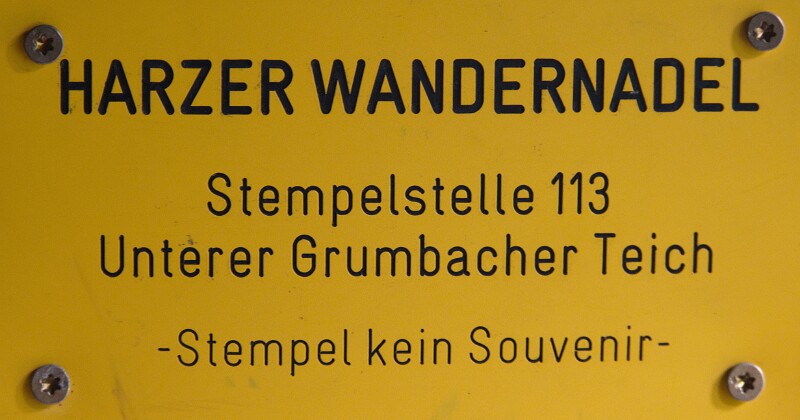 HARZER WANDERNADEL
Stempelstelle 113
Unterer Grumbacher Teich
-Stempel kein Souvenir-